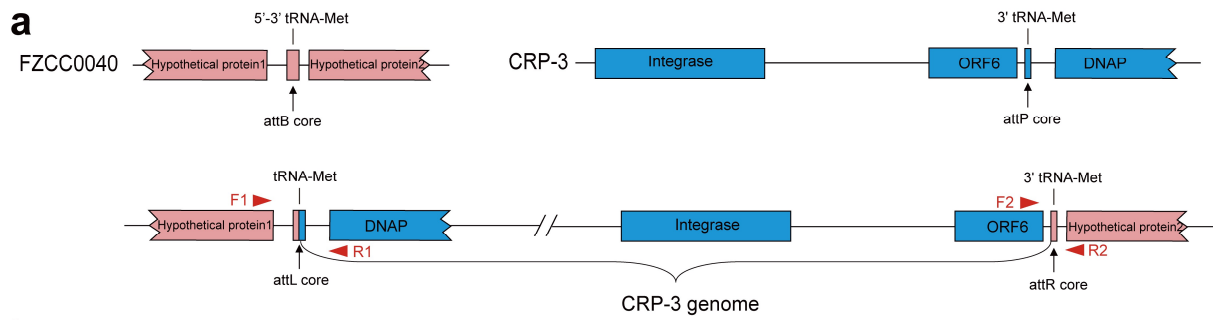 a
5’-3’ tRNA-Met
3' tRNA-Met
FZCC0040
Hypothetical protein1
Hypothetical protein2
CRP-3
Integrase
ORF6
DNAP
attB core
attP core
tRNA-Met
3' tRNA-Met
F1
F2
Hypothetical protein1
DNAP
Integrase
ORF6
Hypothetical protein2
R1
R2
attL core
attR core
CRP-3 genome